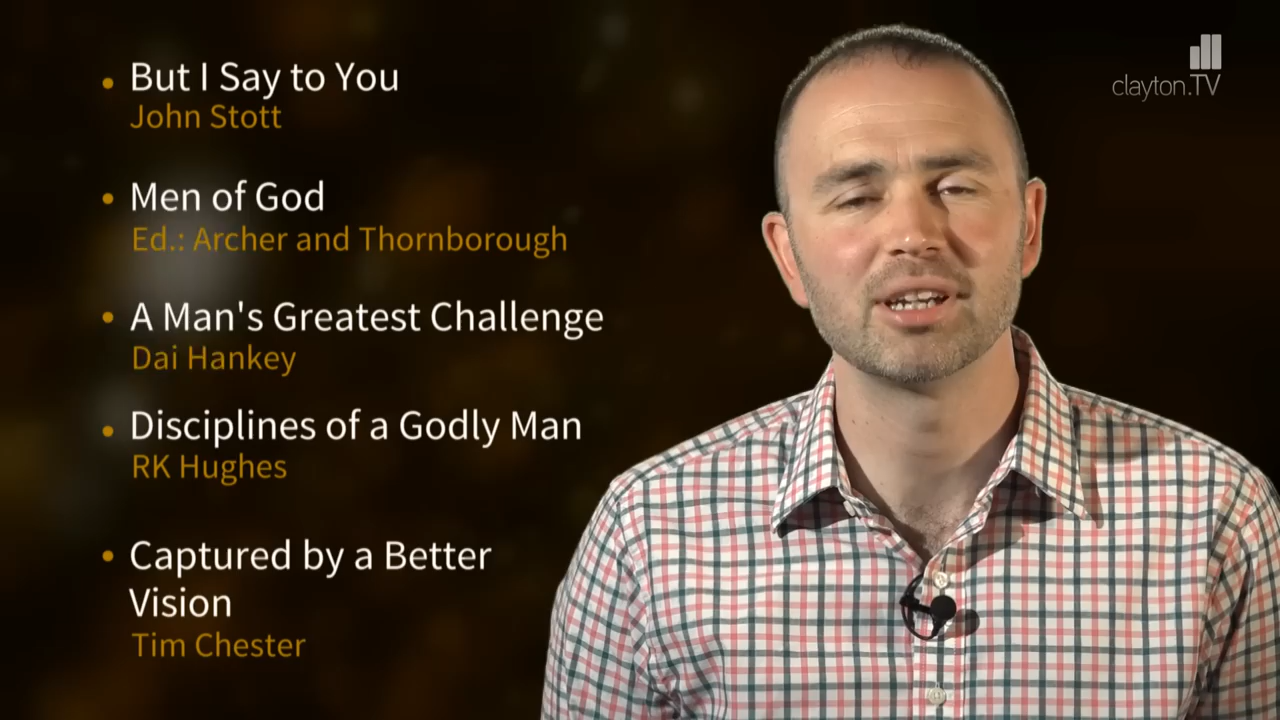 • But I Say to You
John Stott
• Men of God
Ed.: Archer and Thornborough
• A Man's Greatest Challenge
Dai Hankey
• Disciplines of a Godly Man
RK Hughes
• Captured by a Better
Vision
Tim Chester
clayton.TV